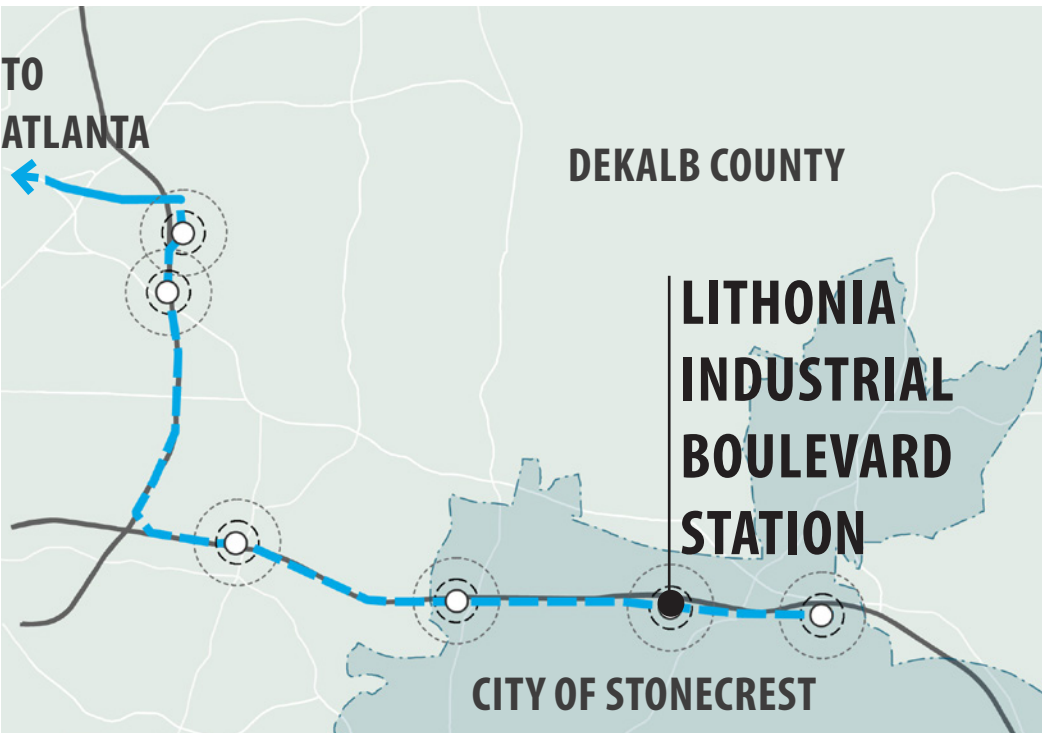 TO
ATLANTA
DEKALB COUNTY
LITHONIA
INDUSTRIAL
BOULEVARD
STATION
CITY OF STONECREST